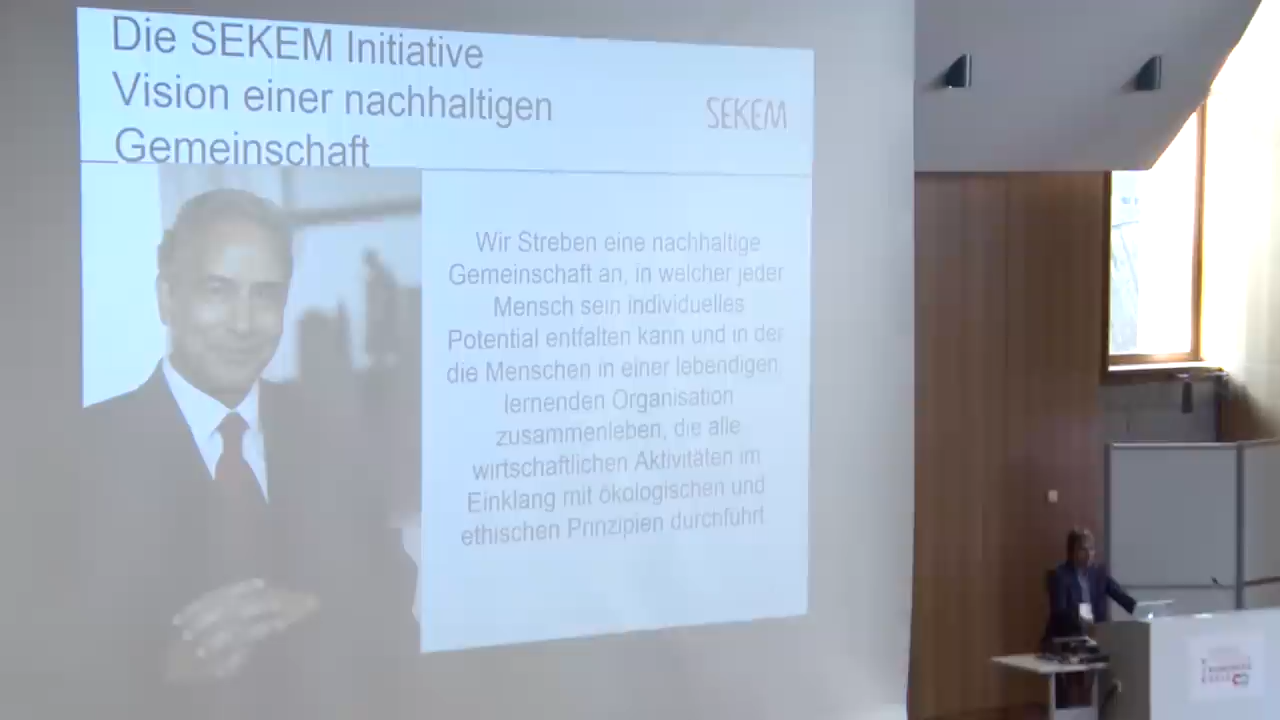 Die SEKEM Initiative
Vision einer nachhaltigen
Gemeinschaft
SEKEM
Wir Streben eine nachhaltige
Gemeinschaft an, in welcher jeder
Mensch sein individuelles
Potential entfalten kann und in der
die Menschen in einer lebendigen,
lernenden Organisation
zusammenleben, die alle
wirtschaftlichen Aktivitäten im
Einklang mit ökologischen und
ethischen Prinzipien durchführt.